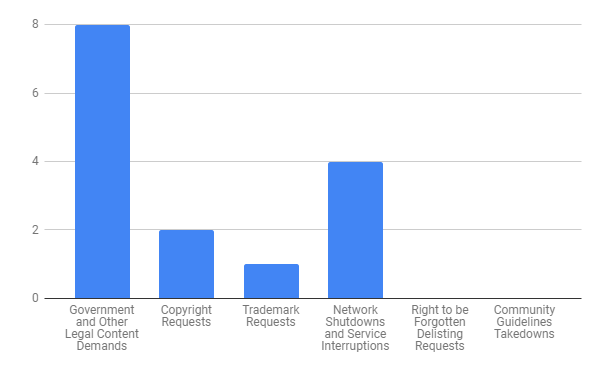 8
6
4
2
0
Government
and Other
Legal Content
Demands
Copyright
Requests
Trademark
Requests
Network
Shutdowns
and Service
Interruptions
Right to be
Forgotten
Delisting
Requests
Community
Guidelines
Takedowns